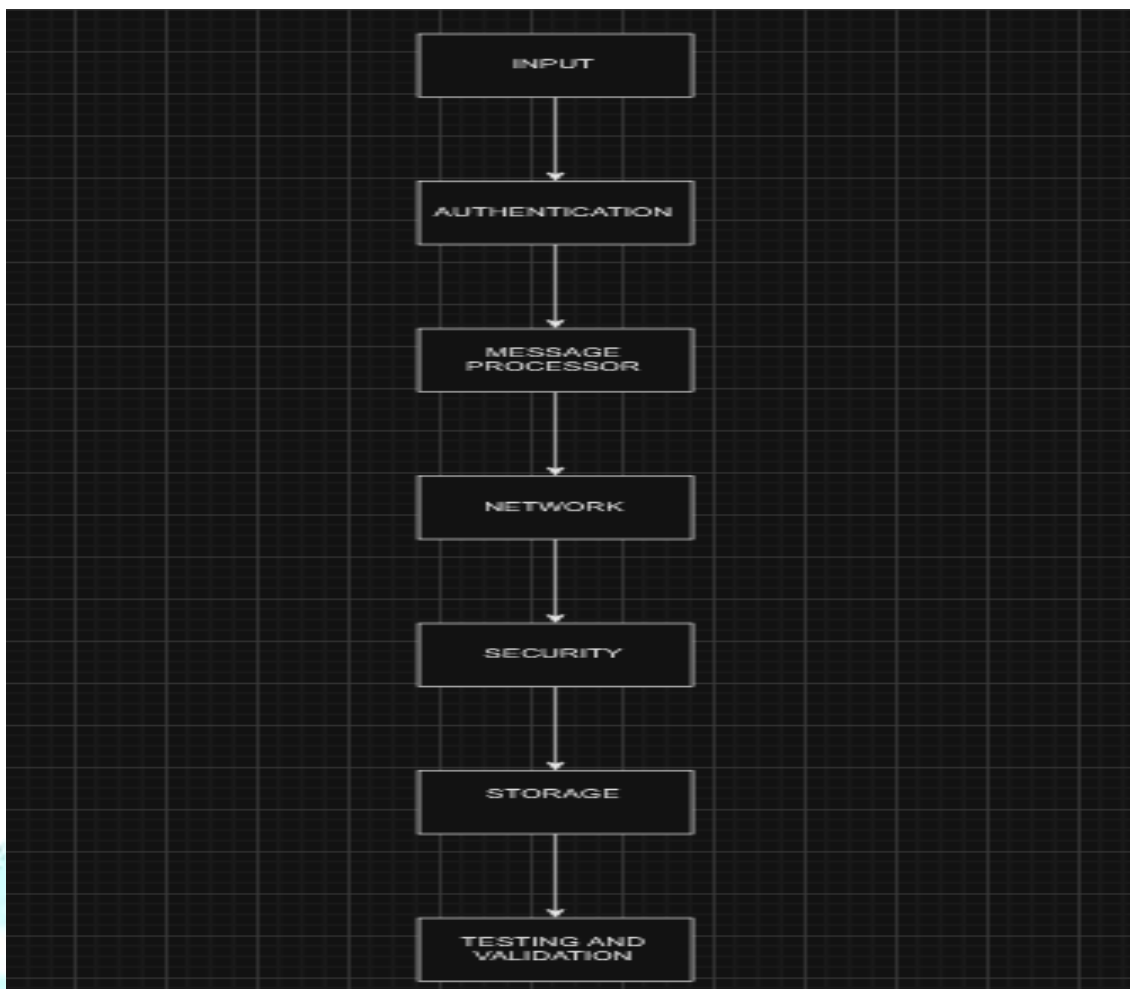 INPUT
AUTHENTICATION
MESSAGE
PROCESSOR
NETWORK
SECURITY
STORAGE
TESTING AND
VALIDATION